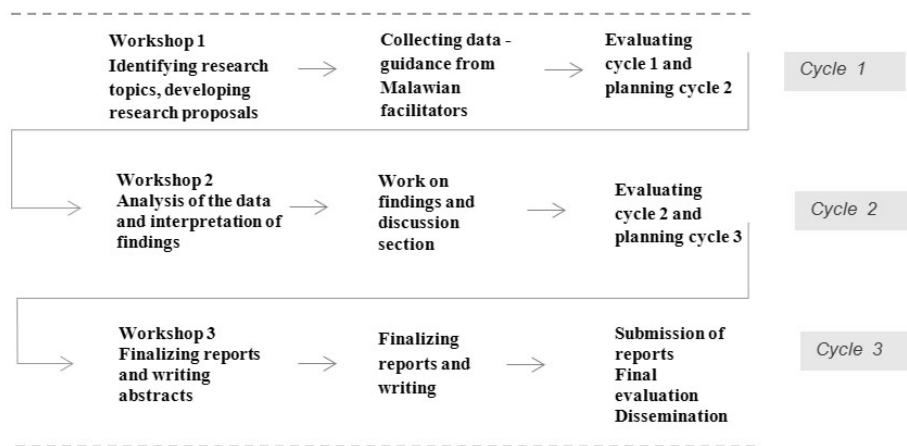 Workshop 1
Identifying research
topics, developing
research proposals
Collecting data -
guidance from
Malawian
facilitators
Evaluating
cycle 1 and
planning cycle 2
Cycle 1
Workshop 2
Analysis of the data
and interpretation of
findings
Work on
findings and
discussion
section
Evaluating
cycle 2 and
planning cycle 3
Cycle 2
Workshop 3
Finalizing reports
and writing
abstracts
Finalizing
reports and
writing
Submission of
reports
Final
evaluation
Dissemination
Cycle 3